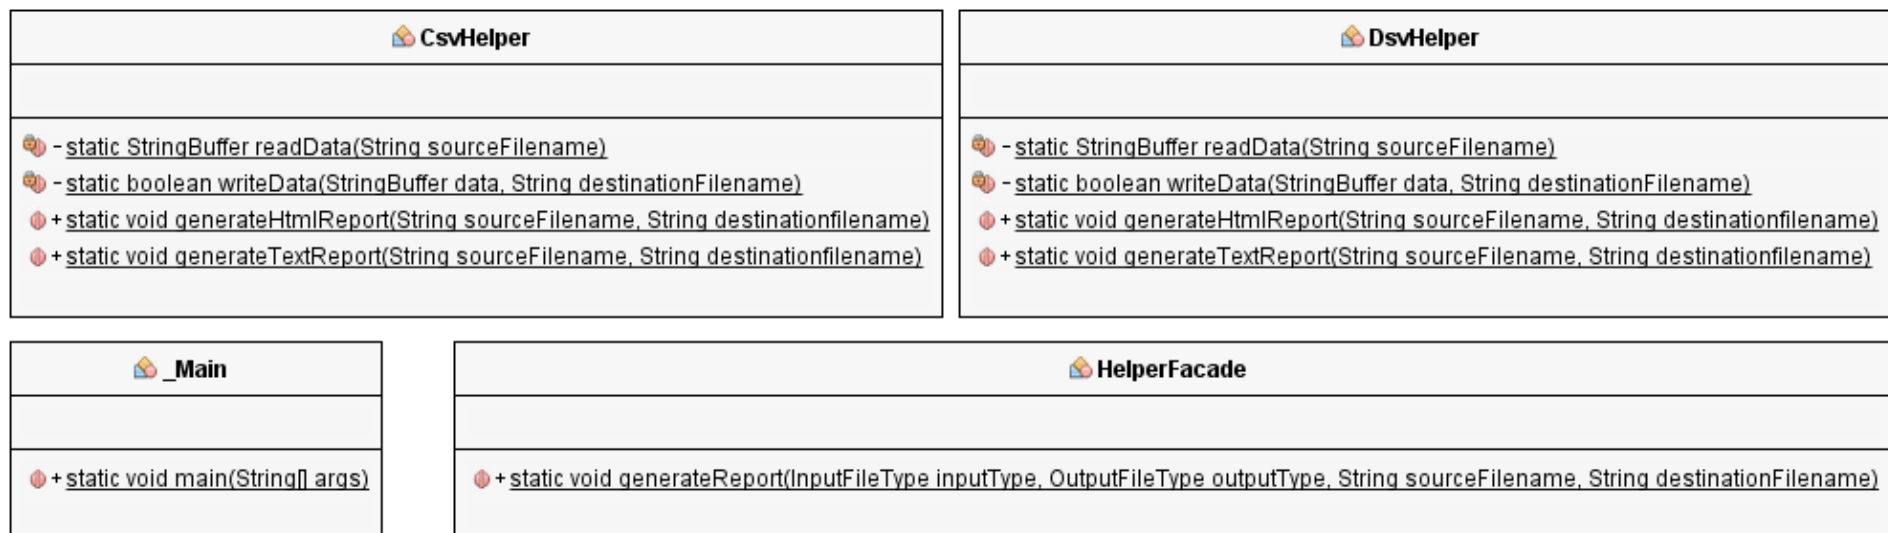 CsvHelper
- static StringBuffer readData(String sourceFilename)
- static boolean writeData(StringBuffer data, String destinationFilename)
+ static void generateHtmlReport(String sourceFilename, String destinationfilename)
+ static void generateTextReport(String sourceFilename, String destinationfilename)
DsvHelper
- static StringBuffer readData(String sourceFilename)
- static boolean writeData(StringBuffer data, String destinationFilename)
+ static void generateHtmlReport(String sourceFilename, String destinationfilename)
+ static void generateTextReport(String sourceFilename, String destinationfilename)
_Main
+ static void main(String[] args)
HelperFacade
+ static void generateReport(InputFileType inputType, OutputFileType outputType, String sourceFilename, String destinationFilename)